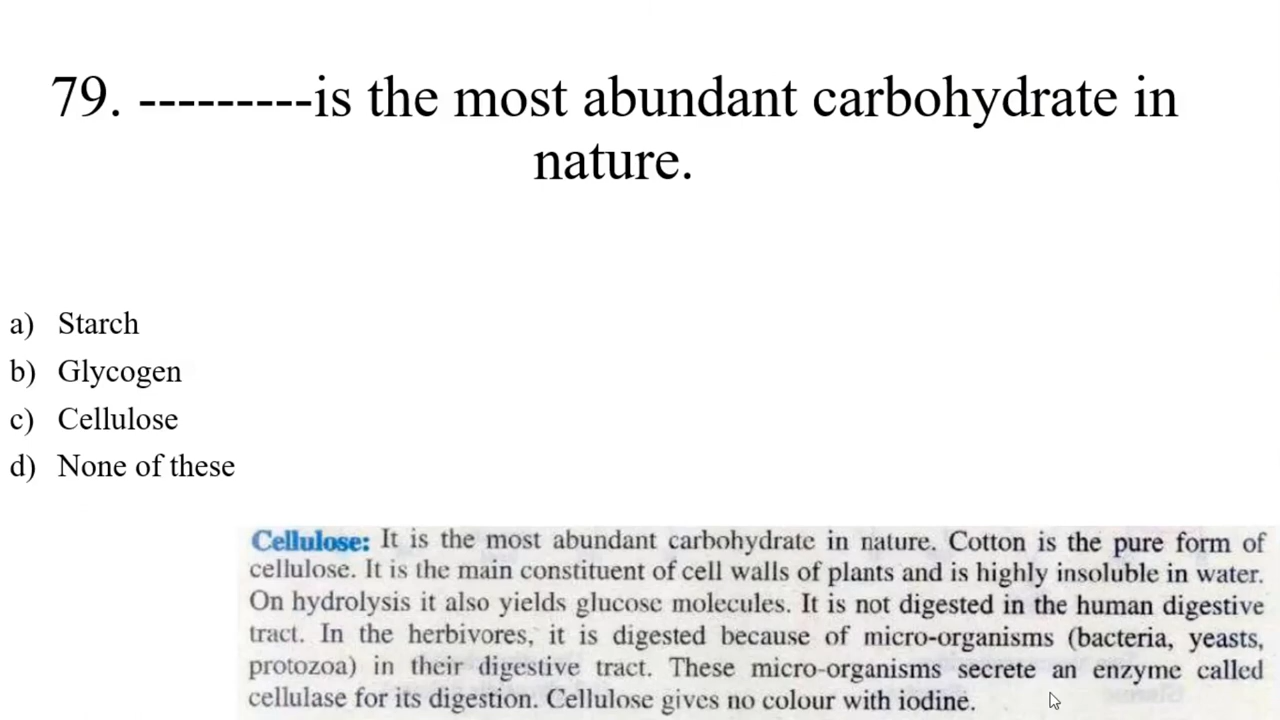 79. ---------is the most abundant carbohydrate in
nature.
a) Starch
b) Glycogen
c) Cellulose
d) None of these
Cellulose: It is the most abundant carbohydrate in nature. Cotton is the pure form of
cellulose. It is the main constituent of cell walls of plants and is highly insoluble in water.
On hydrolysis it also yields glucose molecules. It is not digested in the human digestive
tract. In the herbivores, it is digested because of micro-organisms (bacteria, yeasts,
protozoa) in their digestive tract. These micro-organisms secrete an enzyme called
cellulase for its digestion. Cellulose gives no colour with iodine.